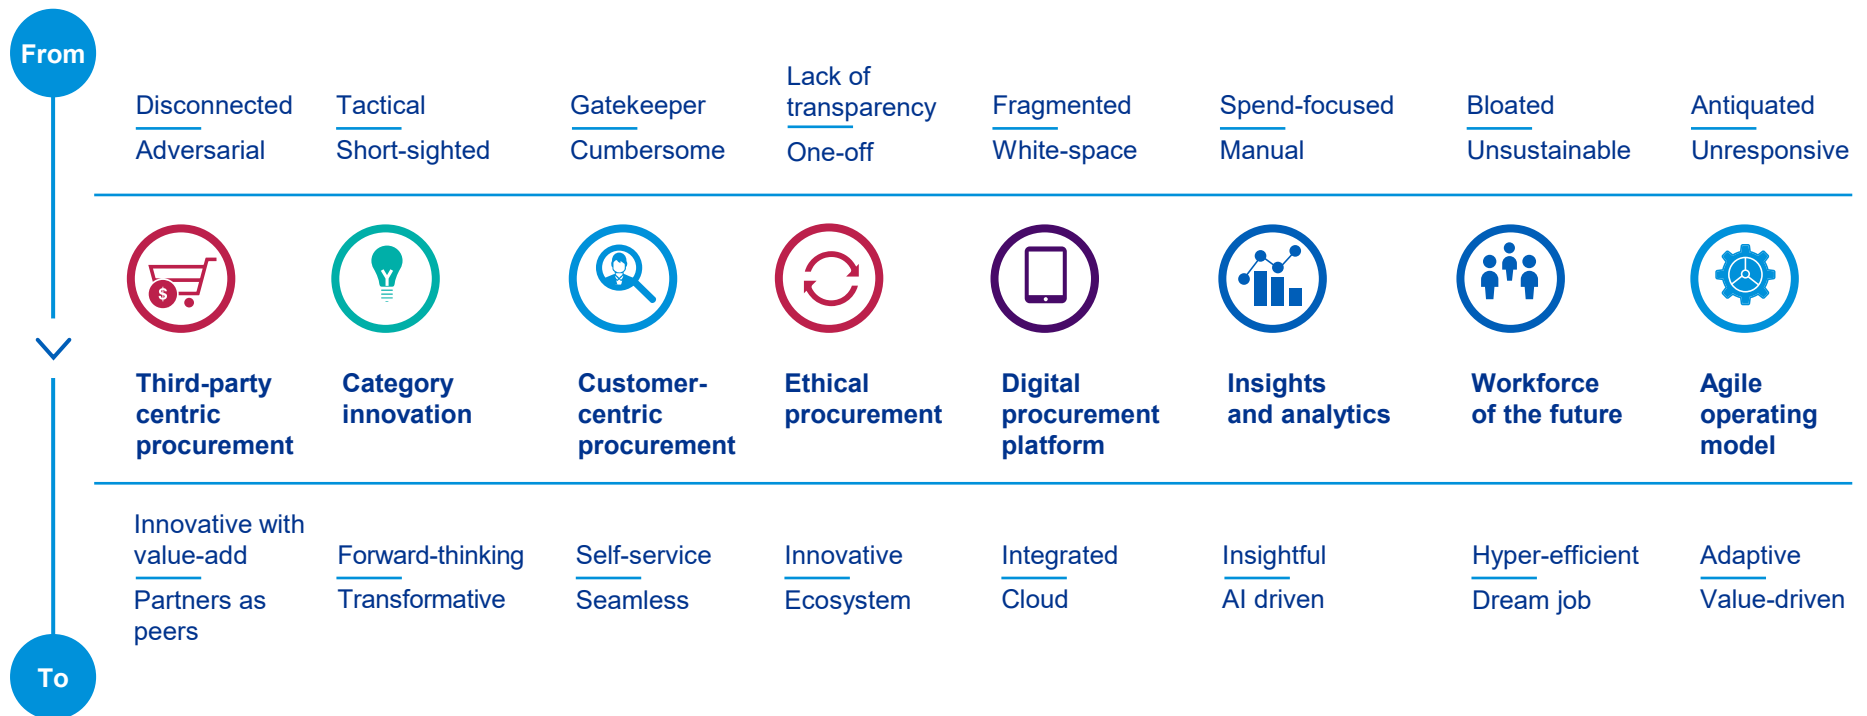 From
Disconnected
Adversarial
Tactical
Short-sighted
Gatekeeper
Cumbersome
Lack of
transparency
One-off
Fragmented
White-space
Spend-focused
Manual
Bloated
Unsustainable
Antiquated
Unresponsive
$
Third-party
centric
procurement
Category
innovation
Customer-
centric
procurement
Ethical
procurement
Digital
procurement
platform
Insights
and analytics
Workforce
of the future
Agile
operating
model
Innovative with
value-add
Partners as
peers
Forward-thinking
Transformative
Self-service
Seamless
Innovative
Ecosystem
Integrated
Cloud
Insightful
AI driven
Hyper-efficient
Dream job
Adaptive
Value-driven
To